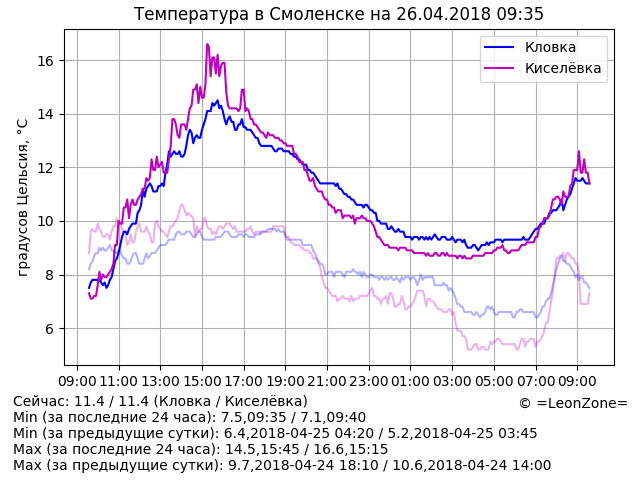 Температура в Смоленске на 26.04.2018 09:35
Кловка
Киселёвка
градусов Цельсия, °C
16
14
12
10
8
6
09:00 11:00 13:00 15:00 17:00 19:00 21:00 23:00 01:00 03:00 05:00 07:00 09:00
Сейчас: 11.4 / 11.4 (Кловка / Киселёвка)
© =LeonZone=
Min (за последние 24 часа): 7.5,09:35 / 7.1,09:40
Min (за предыдущие сутки): 6.4,2018-04-25 04:20 / 5.2,2018-04-25 03:45
Max (за последние 24 часа): 14.5,15:45 / 16.6,15:15
Max (за предыдущие сутки): 9.7,2018-04-24 18:10 / 10.6,2018-04-24 14:00